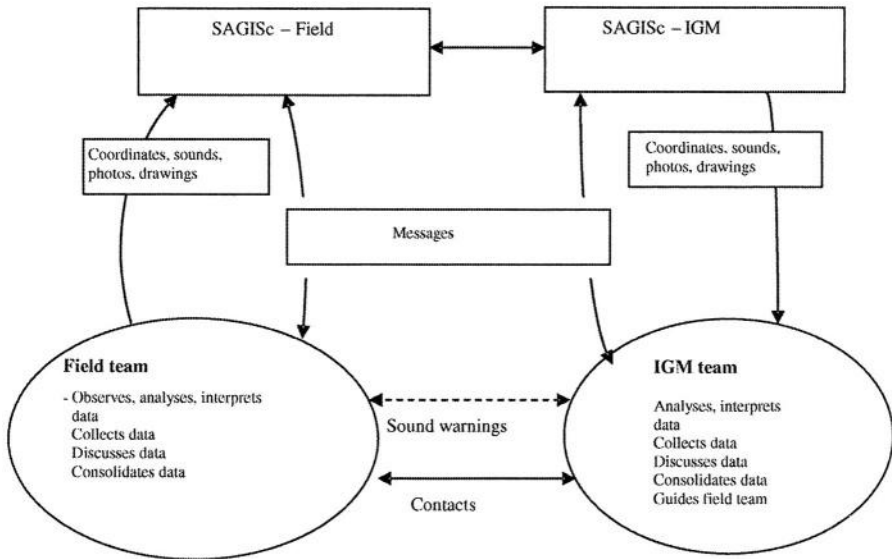 SAGISc – Field
SAGISc – IGM
Coordinates, sounds,
photos, drawings
Coordinates, sounds,
photos, drawings
Messages
Field team
- Observes, analyses, interprets
data
Collects data
Discusses data
Consolidates data
Sound warnings
Contacts
IGM team
Analyses, interprets
data
Collects data
Discusses data
Consolidates data
Guides field team